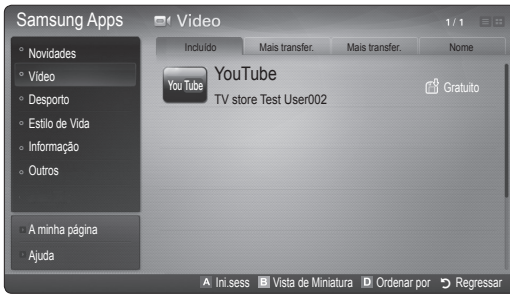 Samsung Apps
Vídeo
1/1
Novidades
Vídeo
Desporto
Estilo de Vida
Informação
Outros
A minha página
Ajuda
Incluído
Mais transfer.
Mais transfer.
Nome
You Tube
YouTube
TV store Test User002
Gratuito
A Ini.sess B Vista de Miniatura D Ordenar por Regressar